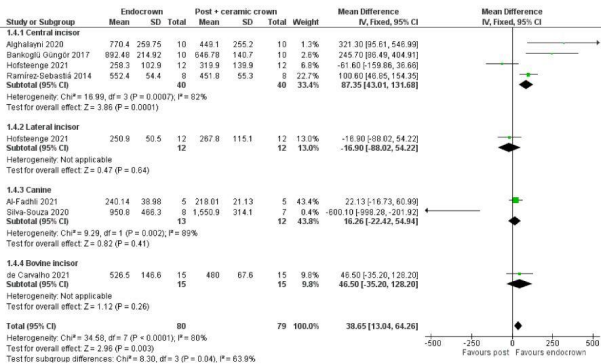 Endocrown Post + ceramic crown Mean Difference Mean Difference
Study or Subgroup Mean SD Total Mean SD Total Weight IV, Fixed, 95% CI IV, Fixed, 95% CI
1.4.1 Central incisor
Alghalayni 2020 770.4 259.75 10 449.1 255.2 10 1.3% 321.30 [95.61, 546.99]
Bankoğlu Güngör 2017 892.48 214.92 10 646.78 140.7 10 2.6% 245.70 [86.49, 404.91]
Hofsteenge 2021 258.3 102.4 12 319.9 139.9 12 6.8% -61.60 [-159.86, 36.66]
Ramírez-Sebastiá 2014 552.4 54.4 8 451.8 55.3 8 22.7% 100.60 [46.85, 154.35]
Subtotal (95% CI) 40 40 33.4% 87.35 [43.01, 131.68]
Heterogeneity: Chi² = 16.99, df = 3 (P = 0.0007); I² = 82%
Test for overall effect: Z = 3.86 (P = 0.0001)
1.4.2 Lateral incisor
Hofsteenge 2021 250.9 50.5 12 267.8 115.1 12 13.0% -16.90 [-88.02, 54.22]
Subtotal (95% CI) 12 12 13.0% -16.90 [-88.02, 54.22]
Heterogeneity: Not applicable
Test for overall effect: Z = 0.47 (P = 0.64)
1.4.3 Canine
Al-Fadhli 2021 240.14 38.98 5 218.01 21.13 5 43.4% 22.13 [-16.73, 60.99]
Silva-Souza 2020 950.8 466.3 8 1,550.9 314.1 7 0.4% -600.10 [-998.28, -201.92]
Subtotal (95% CI) 13 12 43.8% 16.26 [-22.42, 54.94]
Heterogeneity: Chi² = 9.29, df = 1 (P = 0.002); I² = 89%
Test for overall effect: Z = 0.82 (P = 0.41)
1.4.4 Bovine incisor
de Carvalho 2021 526.5 146.6 15 480 67.6 15 9.8% 46.50 [-35.20, 128.20]
Subtotal (95% CI) 15 15 9.8% 46.50 [-35.20, 128.20]
Heterogeneity: Not applicable
Test for overall effect: Z = 1.12 (P = 0.26)
Total (95% CI) 80 79 100.0% 38.65 [13.04, 64.26]
Heterogeneity: Chi² = 34.58, df = 7 (P < 0.0001); I² = 80%
Test for overall effect: Z = 2.96 (P = 0.003)
Test for subgroup differences: Chi² = 8.30, df = 3 (P = 0.04), I² = 63.9%
-500 -250 0 250 500
Favours post Favours endocrown